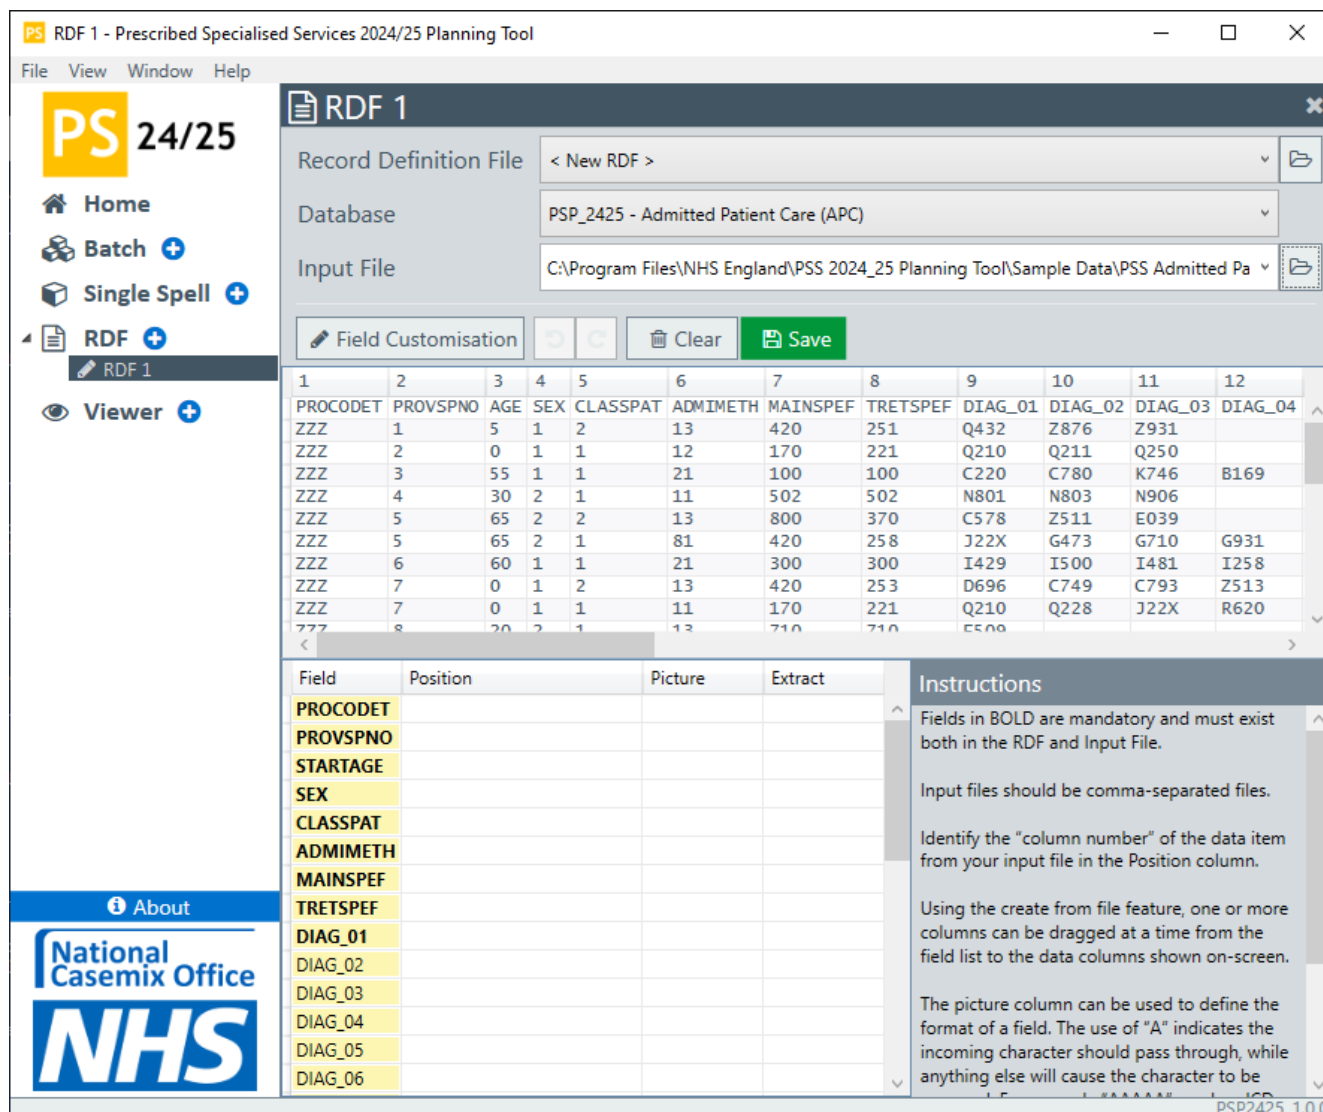 PS RDF 1 - Prescribed Specialised Services 2024/25 Planning Tool
File View Window Help
PS 24/25
Home
Batch
Single Spell
RDF
RDF 1
Viewer
About
National
Casemix Office
NHS
RDF 1
Record Definition File < New RDF >
Database PSP_2425 - Admitted Patient Care (APC)
Input File C:\Program Files\NHS England\PSS 2024_25 Planning Tool\Sample Data\PSS Admitted Pa
Field Customisation Clear Save
1 2 3 4 5 6 7 8 9 10 11 12
PROCODET PROVSPNO AGE SEX CLASSPAT ADMIMETH MAINSPEF TRETSPEF DIAG_01 DIAG_02 DIAG_03 DIAG_04
ZZZ 1 5 1 2 13 420 251 Q432 Z876 Z931
ZZZ 2 0 1 1 12 170 221 Q210 Q211 Q250
ZZZ 3 55 1 1 21 100 100 C220 C780 K746 B169
ZZZ 4 30 2 1 11 502 502 N801 N803 N906
ZZZ 5 65 2 2 13 800 370 C578 Z511 E039
ZZZ 5 65 2 1 81 420 258 J22X G473 G710 G931
ZZZ 6 60 1 1 21 300 300 I429 I500 I481 I258
ZZZ 7 0 1 2 13 420 253 D696 C749 C793 Z513
ZZZ 7 0 1 1 11 170 221 Q210 Q228 J22X R620
ZZZ 8 20 2 1 13 710 710 F509
Field Position Picture Extract
PROCODET
PROVSPNO
STARTAGE
SEX
CLASSPAT
ADMIMETH
MAINSPEF
TRETSPEF
DIAG_01
DIAG_02
DIAG_03
DIAG_04
DIAG_05
DIAG_06
Instructions
Fields in BOLD are mandatory and must exist
both in the RDF and Input File.
Input files should be comma-separated files.
Identify the “column number” of the data item
from your input file in the Position column.
Using the create from file feature, one or more
columns can be dragged at a time from the
field list to the data columns shown on-screen.
The picture column can be used to define the
format of a field. The use of “A” indicates the
incoming character should pass through, while
anything else will cause the character to be